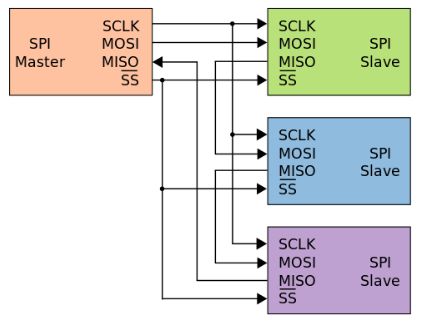 SCLK
SPI MOSI
Master MISO
SS
SCLK
MOSI SPI
MISO Slave
SS
SCLK
MOSI SPI
MISO Slave
SS
SCLK
MOSI SPI
MISO Slave
SS